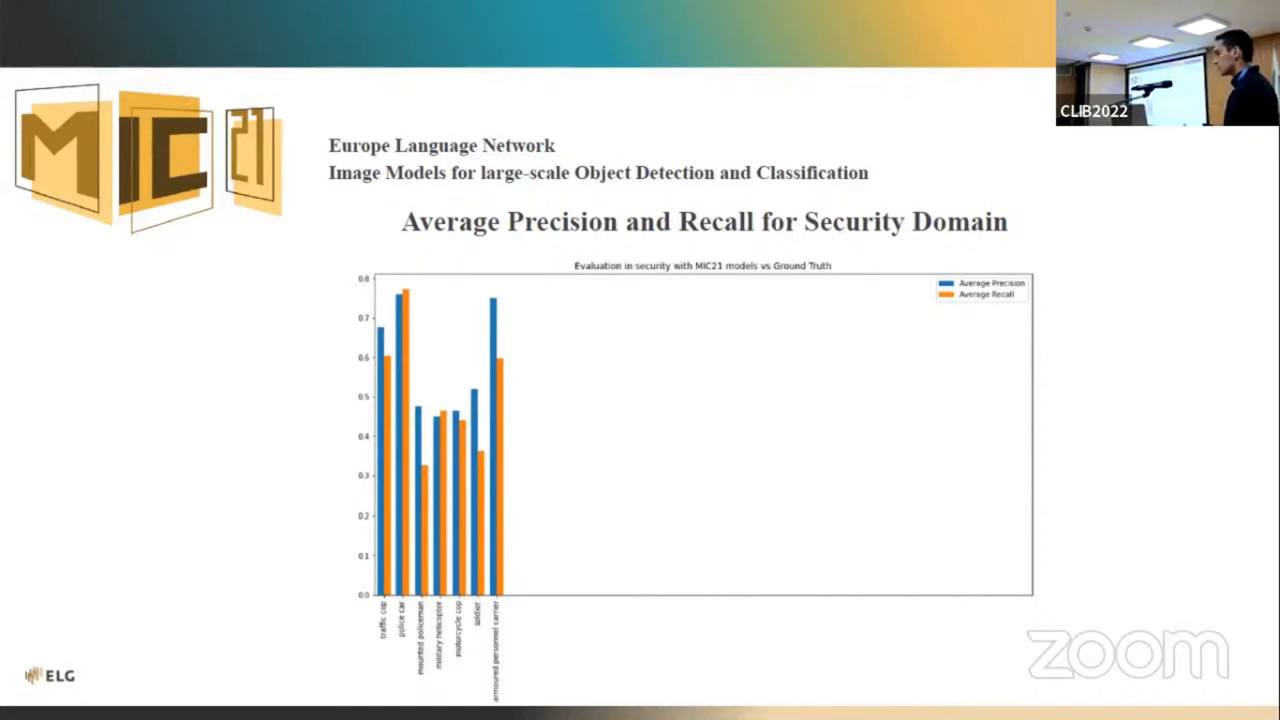 MIC 21
CLIB2022
Europe Language Network
Image Models for large-scale Object Detection and Classification
Average Precision and Recall for Security Domain
Evaluation in security with MIC21 models vs Ground Truth
Average Precision
Average Recall
0.8
0.7
0.6
0.5
0.4
0.3
0.2
0.1
0.0
traffic cop
police car
mounted policeman
military helicopter
motorcycle cop
soldier
armoured personnel carrier
ELG
zoom